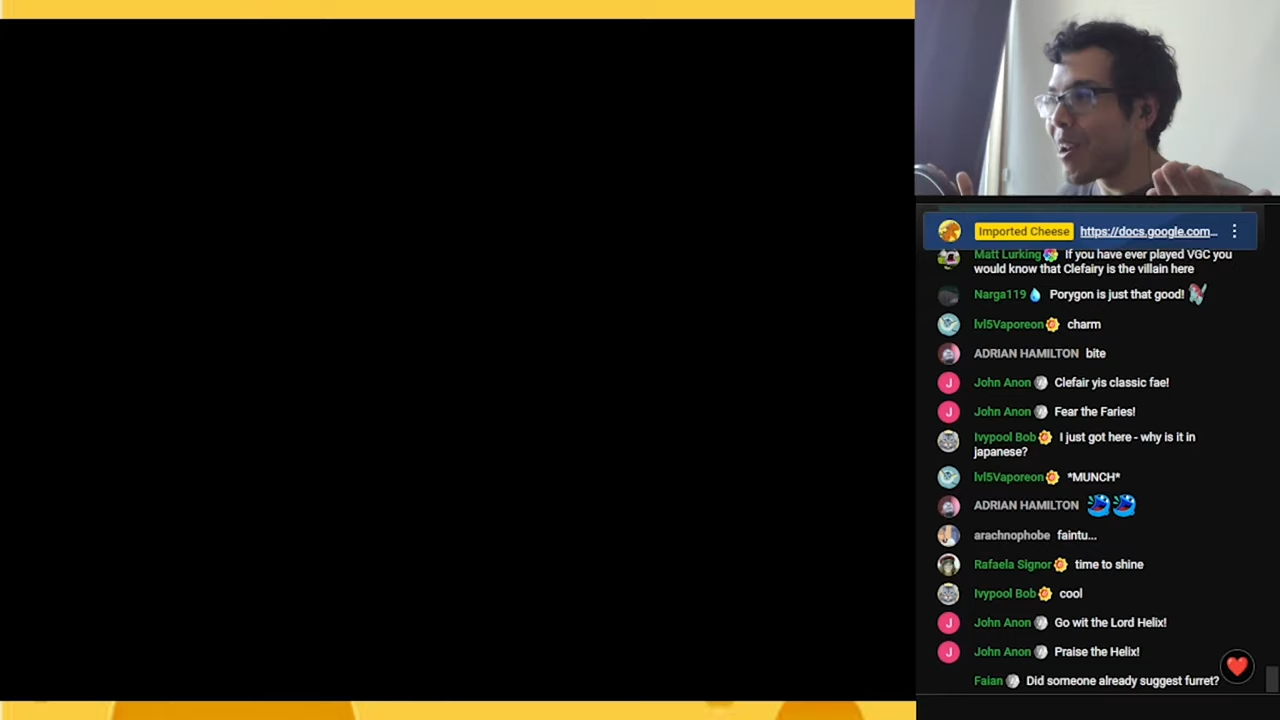 Imported Cheese https://docs.google.com...
Matt Lurking If you have ever played VGC you
would know that Clefairy is the villain here
Narga119 Porygon is just that good!
lvl5Vaporeon charm
ADRIAN HAMILTON bite
John Anon Clefair yis classic fae!
John Anon Fear the Faries!
Ivypool Bob I just got here - why is it in
japanese?
lvl5Vaporeon *MUNCH*
ADRIAN HAMILTON
arachnophobe faintu...
Rafaela Signor time to shine
Ivypool Bob cool
John Anon Go wit the Lord Helix!
John Anon Praise the Helix!
Faian Did someone already suggest furret?